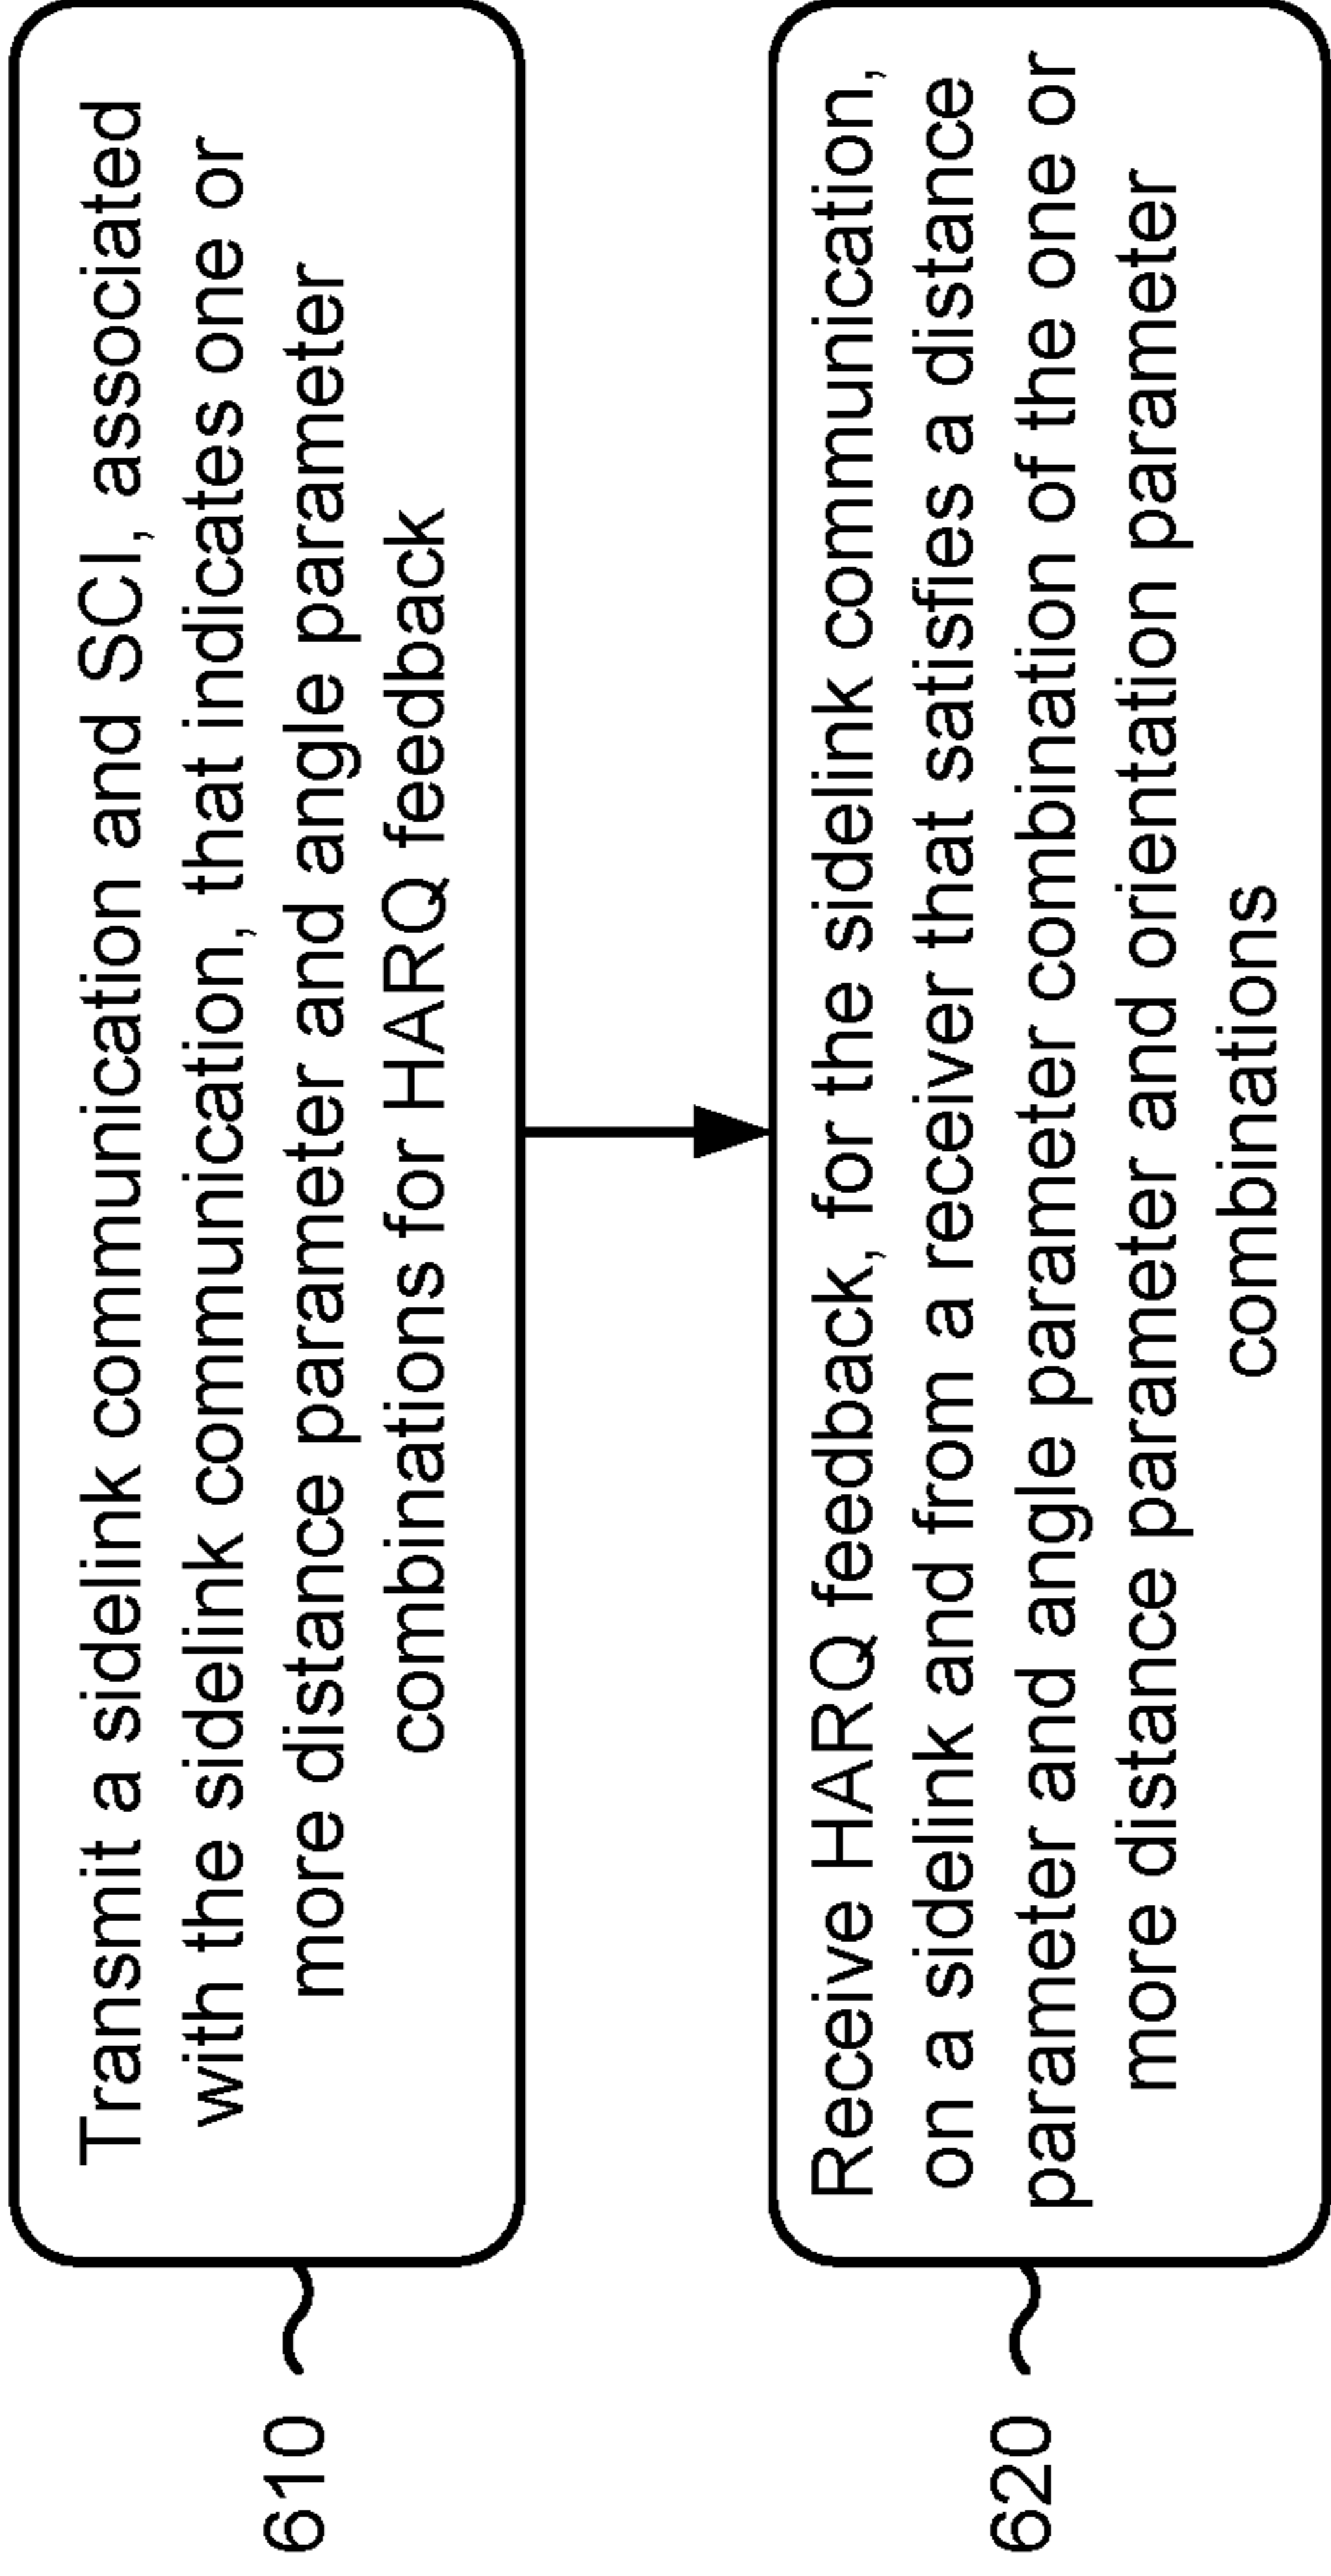 610
Transmit a sidelink communication and SCI, associated
with the sidelink communication, that indicates one or
more distance parameter and angle parameter
combinations for HARQ feedback
620
Receive HARQ feedback, for the sidelink communication,
on a sidelink and from a receiver that satisfies a distance
parameter and angle parameter combination of the one or
more distance parameter and orientation parameter
combinations